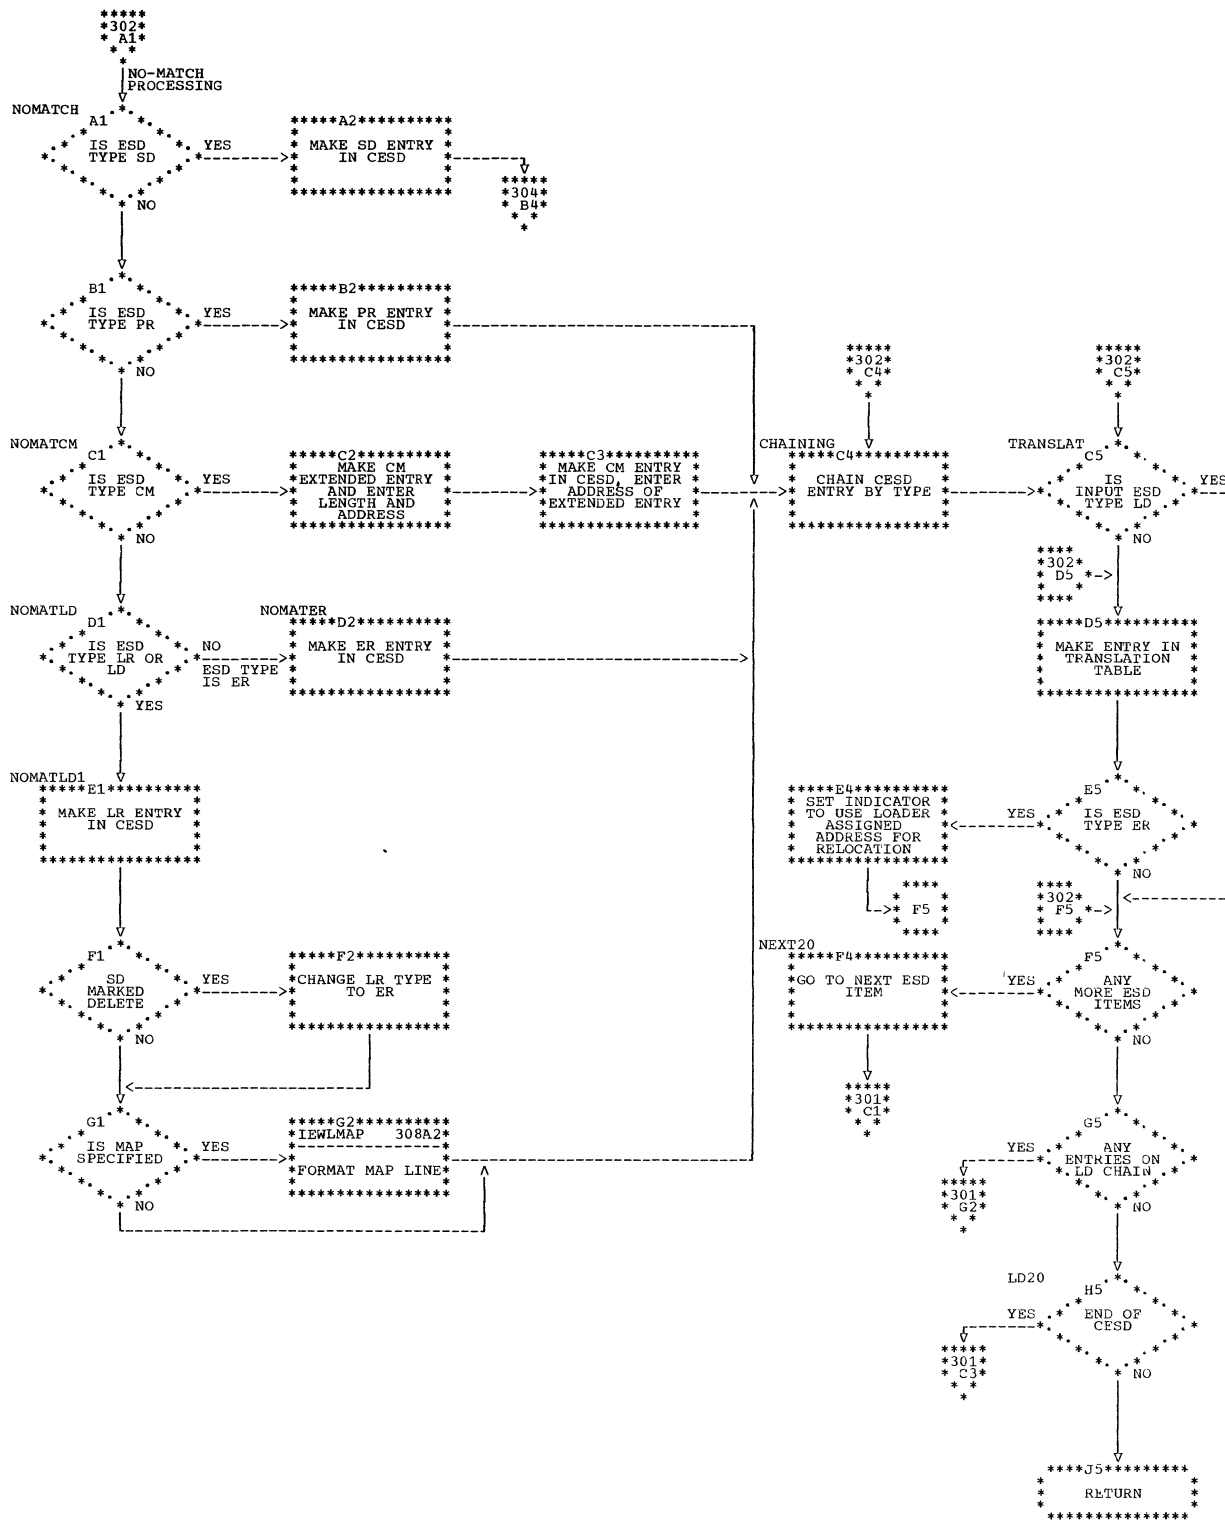 302
A1
NO-MATCH
PROCESSING
NOMATCH
A1
IS ESD
TYPE SD
YES
NO
A2
MAKE SD ENTRY
IN CESD
304
B4
B1
IS ESD
TYPE PR
YES
NO
B2
MAKE PR ENTRY
IN CESD
302
C4
302
C5
NOMATCM
C1
IS ESD
TYPE CM
YES
NO
C2
MAKE CM
EXTENDED ENTRY
AND ENTER
LENGTH AND
ADDRESS
C3
MAKE CM ENTRY
IN CESD, ENTER
ADDRESS OF
EXTENDED ENTRY
CHAINING
C4
CHAIN CESD
ENTRY BY TYPE
TRANSLAT
C5
IS
INPUT ESD
TYPE LD
YES
NO
302
D5
NOMATLD
D1
IS ESD
TYPE LR OR
LD
NO
ESD TYPE
IS ER
YES
NOMATER
D2
MAKE ER ENTRY
IN CESD
D5
MAKE ENTRY IN
TRANSLATION
TABLE
NOMATLD1
E1
MAKE LR ENTRY
IN CESD
E4
SET INDICATOR
TO USE LOADER
ASSIGNED
ADDRESS FOR
RELOCATION
YES
E5
IS ESD
TYPE ER
NO
F5
302
F5
F1
SD
MARKED
DELETE
YES
NO
F2
CHANGE LR TYPE
TO ER
NEXT20
F4
GO TO NEXT ESD
ITEM
YES
F5
ANY
MORE ESD
ITEMS
NO
301
C1
G1
IS MAP
SPECIFIED
YES
NO
G2
IEWLMAP 308A2
FORMAT MAP LINE
G5
ANY
ENTRIES ON
LD CHAIN
YES
NO
301
G2
LD20
H5
END OF
CESD
YES
NO
301
C3
J5
RETURN